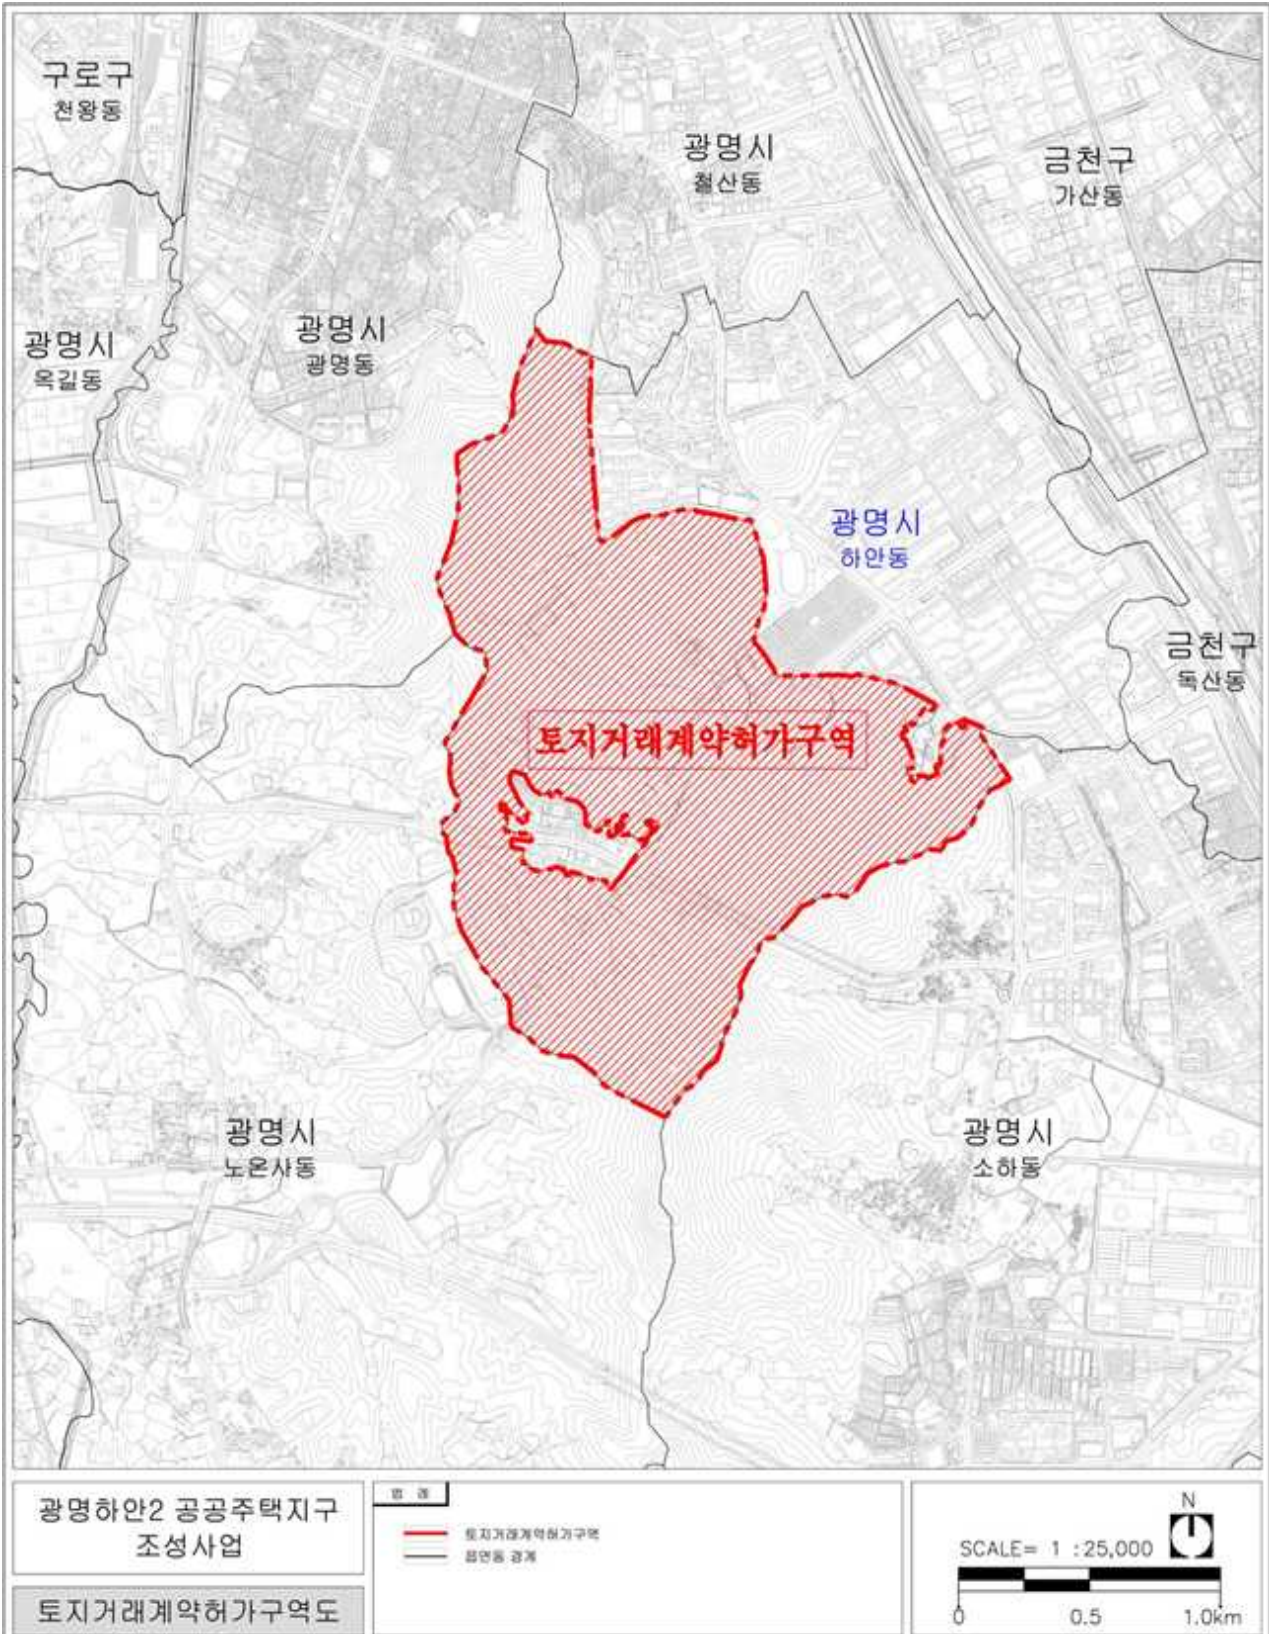 구로구
천왕동
광명시
철산동
금천구
가산동
광명시
옥길동
광명시
광명동
광명시
하안동
금천구
독산동
토지거래계약허가구역
광명시
노온사동
광명시
소하동
광명하안2 공공주택지구
조성사업
토지거래계약허가구역도
범 례
토지거래계약허가구역
읍면동 경계
N
SCALE= 1 :25,000
0 0.5 1.0km